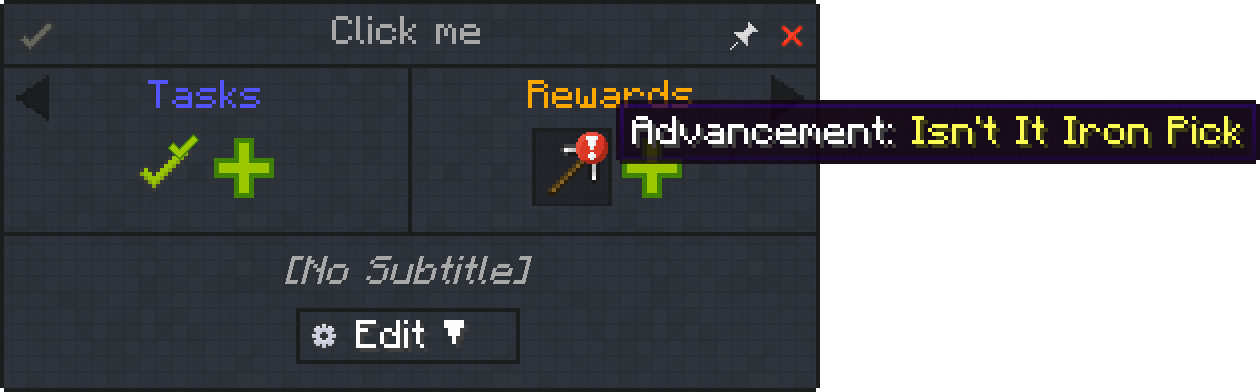 Click me
Tasks
Rewards
Advancement: Isn't It Iron Pick
[No Subtitle]
Edit